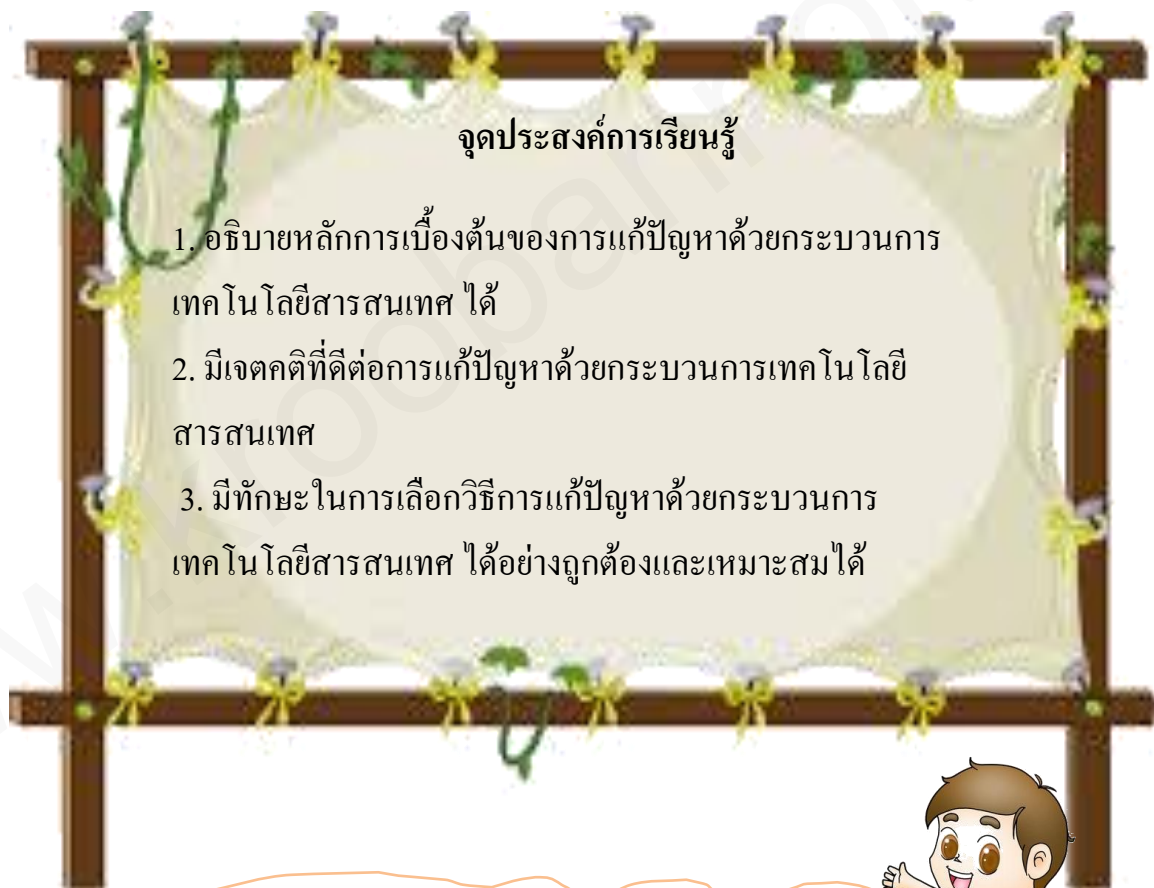 จุดประสงค์การเรียนรู้
1. อธิบายหลักการเบื้องต้นของการแก้ปัญหาด้วยกระบวนการ
เทคโนโลยีสารสนเทศ ได้
2. มีเจตคติที่ดีต่อการแก้ปัญหาด้วยกระบวนการเทคโนโลยี
สารสนเทศ
3. มีทักษะในการเลือกวิธีการแก้ปัญหาด้วยกระบวนการ
เทคโนโลยีสารสนเทศ ได้อย่างถูกต้องและเหมาะสมได้